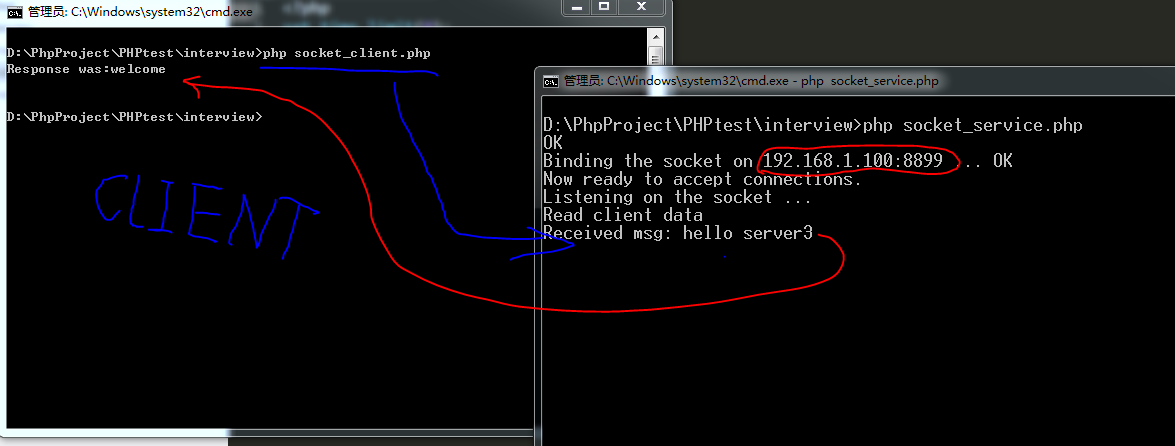 管理员: C:\Windows\system32\cmd.exe
D:\PhpProject\PHPtest\interview>php socket_client.php
Response was:welcome
D:\PhpProject\PHPtest\interview>
CLIENT
管理员: C:\Windows\system32\cmd.exe - php  socket_service.php
D:\PhpProject\PHPtest\interview>php socket_service.php
OK
Binding the socket on 192.168.1.100:8899 ... OK
Now ready to accept connections.
Listening on the socket ...
Read client data
Received msg: hello server3